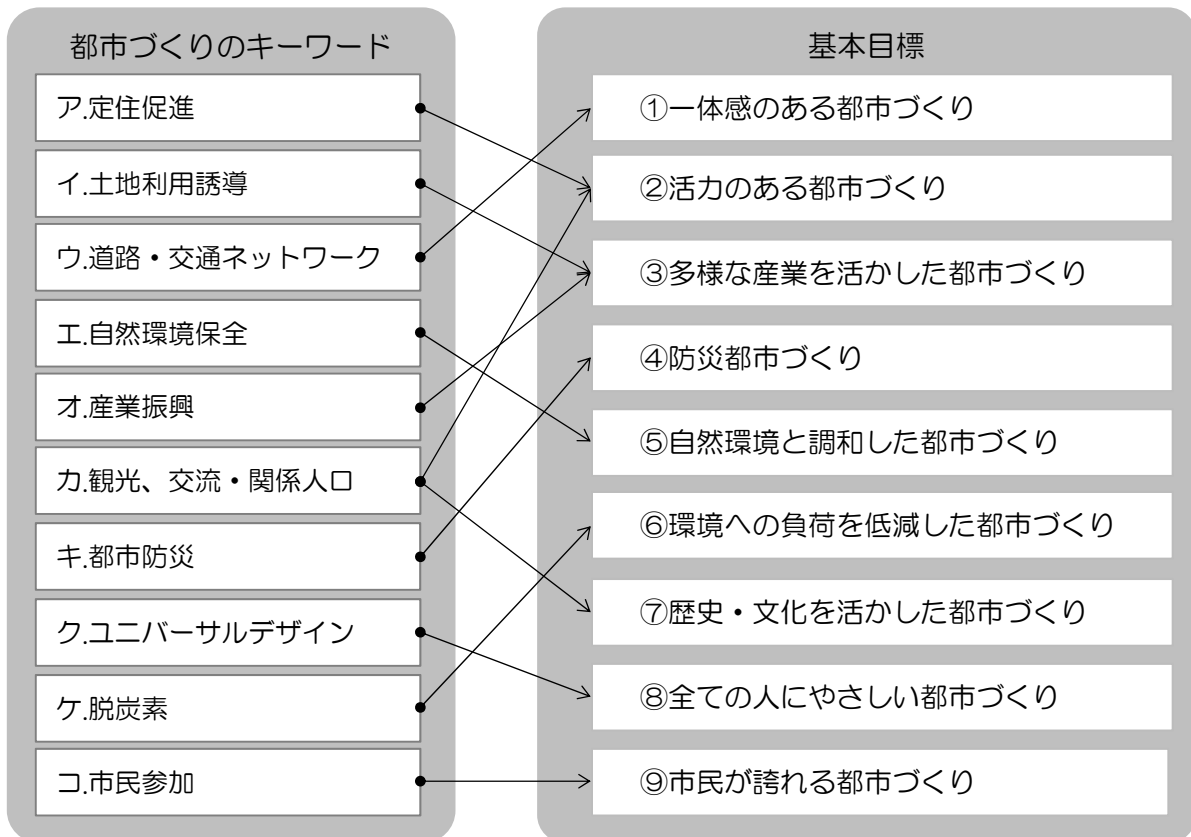 都市づくりのキーワード
ア.定住促進
イ.土地利用誘導
ウ.道路・交通ネットワーク
エ.自然環境保全
オ.産業振興
カ.観光、交流・関係人口
キ.都市防災
ク.ユニバーサルデザイン
ケ.脱炭素
コ.市民参加
基本目標
①一体感のある都市づくり
②活力のある都市づくり
③多様な産業を活かした都市づくり
④防災都市づくり
⑤自然環境と調和した都市づくり
⑥環境への負荷を低減した都市づくり
⑦歴史・文化を活かした都市づくり
⑧全ての人にやさしい都市づくり
⑨市民が誇れる都市づくり